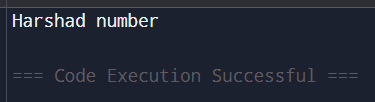 Harshad number
=== Code Execution Successful ===